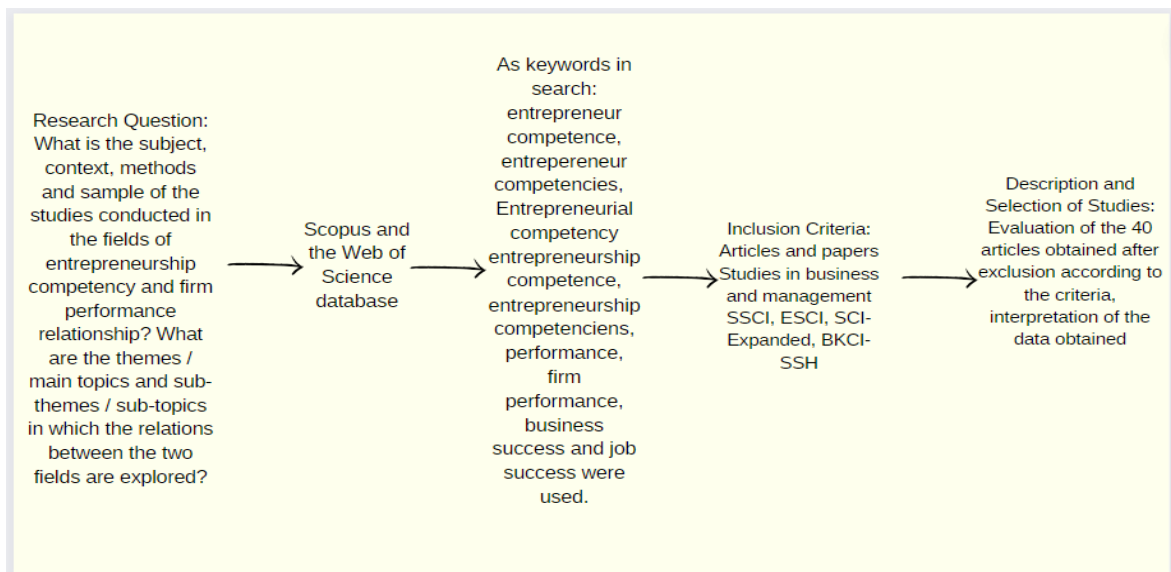 Research Question:
What is the subject,
context, methods
and sample of the
studies conducted in
the fields of
entrepreneurship
competency and firm
performance
relationship? What
are the themes /
main topics and sub-
themes / sub-topics
in which the relations
between the two
fields are explored?
Scopus and
the Web of
Science
database
As keywords in
search:
entrepreneur
competence,
entrepereneur
competencies,
Entrepreneurial
competency
entrepreneurship
competence,
entrepreneurship
competenciens,
performance,
firm
performance,
business
success and job
success were
used.
Inclusion Criteria:
Articles and papers
Studies in business
and management
SSCI, ESCI, SCI-
Expanded, BKCI-
SSH
Description and
Selection of Studies:
Evaluation of the 40
articles obtained after
exclusion according to
the criteria,
interpretation of the
data obtained